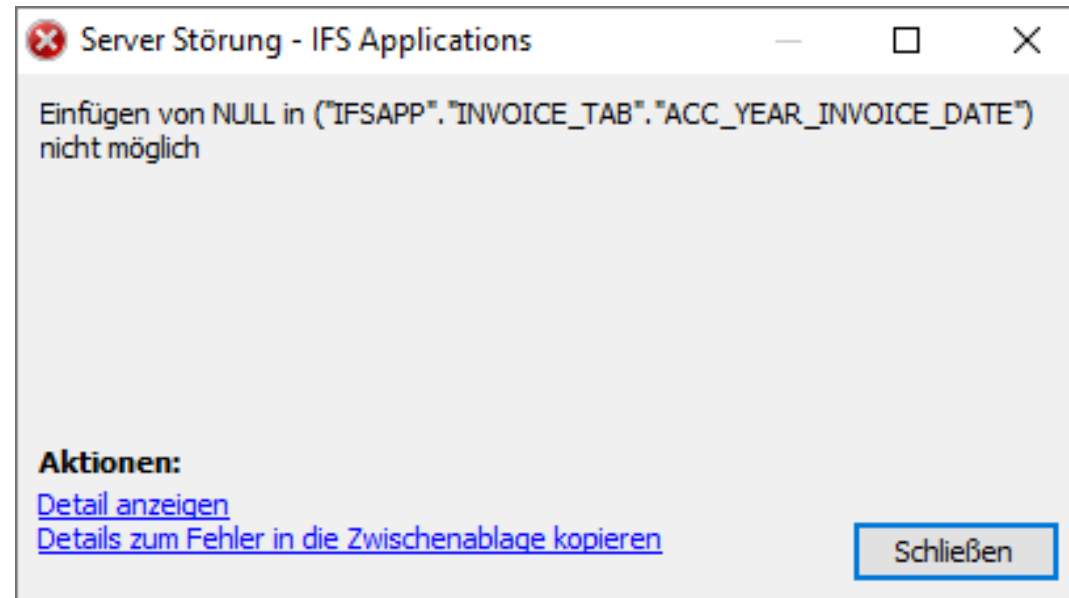 Server Störung - IFS Applications
Einfügen von NULL in ("IFSAPP"."INVOICE_TAB"."ACC_YEAR_INVOICE_DATE")
nicht möglich
Aktionen:
Detail anzeigen
Details zum Fehler in die Zwischenablage kopieren
Schließen